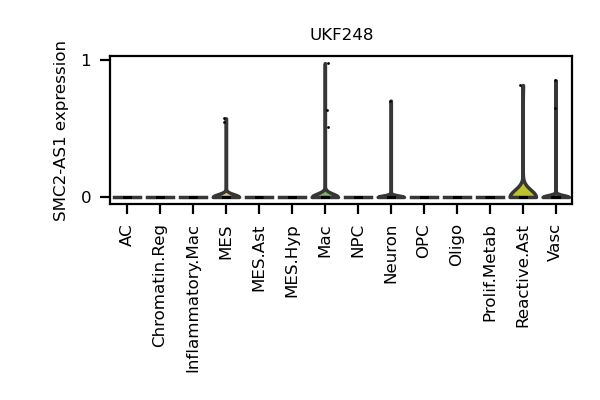 UKF248
SMC2-AS1 expression
1
0
AC
Chromatin.Reg
Inflammatory.Mac
MES
MES.Ast
MES.Hyp
Mac
NPC
Neuron
OPC
Oligo
Prolif.Metab
Reactive.Ast
Vasc